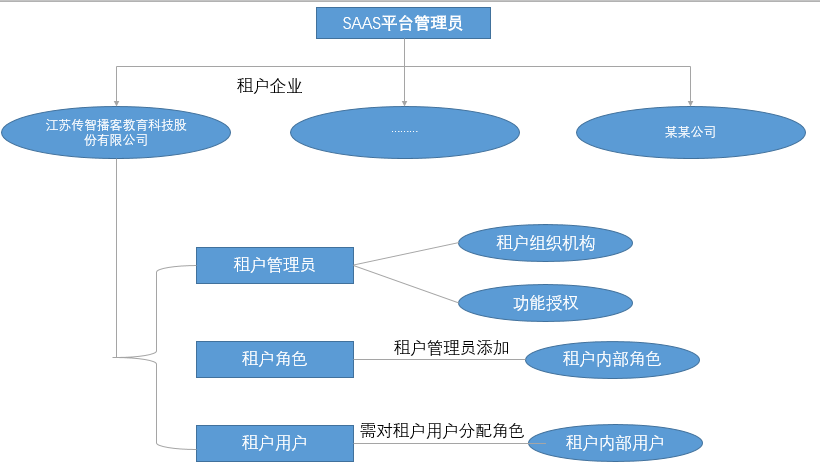 SAAS平台管理员
租户企业
江苏传智播客教育科技股
份有限公司
………
某某公司
租户组织机构
租户管理员
功能授权
租户管理员添加
租户角色
租户内部角色
需对租户用户分配角色
租户用户
租户内部用户